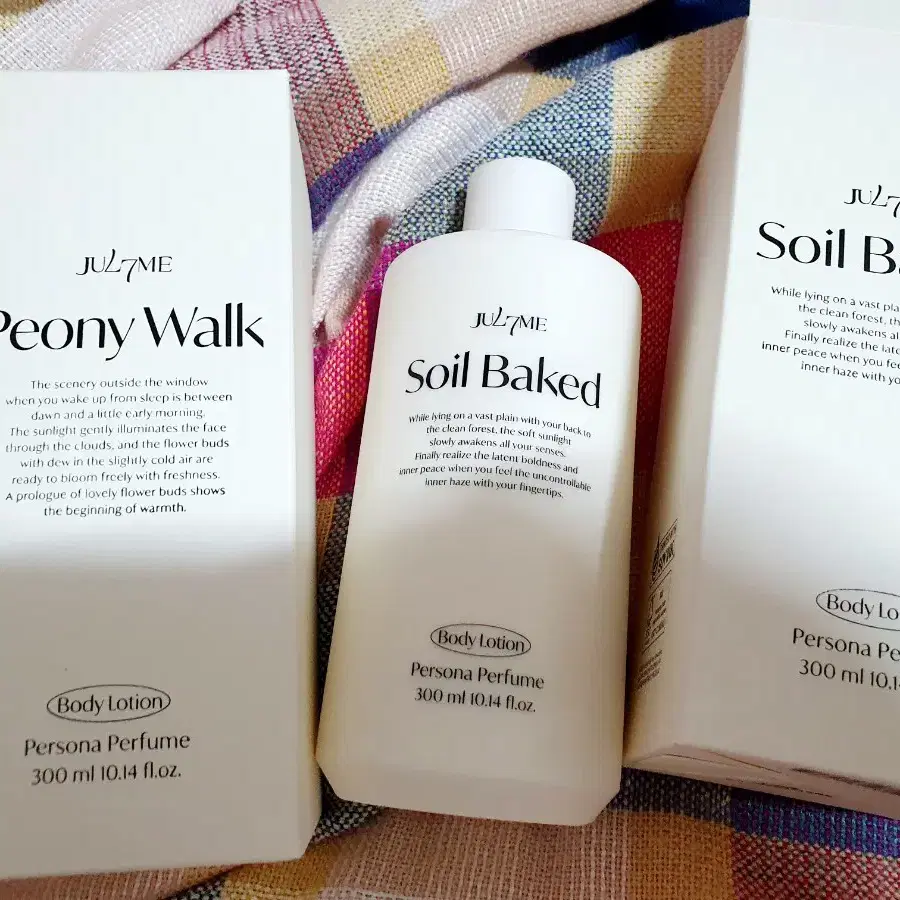 JUL7ME
Peony Walk
The scenery outside the window
when you wake up from sleep is between
dawn and a little early morning.
The sunlight gently illuminates the face
through the clouds, and the flower buds
with dew in the slightly cold air are
ready to bloom freely with freshness.
A prologue of lovely flower buds shows
the beginning of warmth.
Body Lotion
Persona Perfume
300 ml 10.14 fl.oz.
JUL7ME
Soil Baked
While lying on a vast plain with your back to
the clean forest, the soft sunlight
slowly awakens all your senses.
Finally realize the latent boldness and
inner peace when you feel the uncontrollable
inner haze with your fingertips.
Body Lotion
Persona Perfume
300 ml 10.14 fl.oz.
JUL7
Soil Ba
While lying on a vast pla
the clean forest, th
slowly awakens al
Finally realize the late
inner peace when you fee
inner haze with yo
Body Lo
Persona Pe
300 ml 10.14